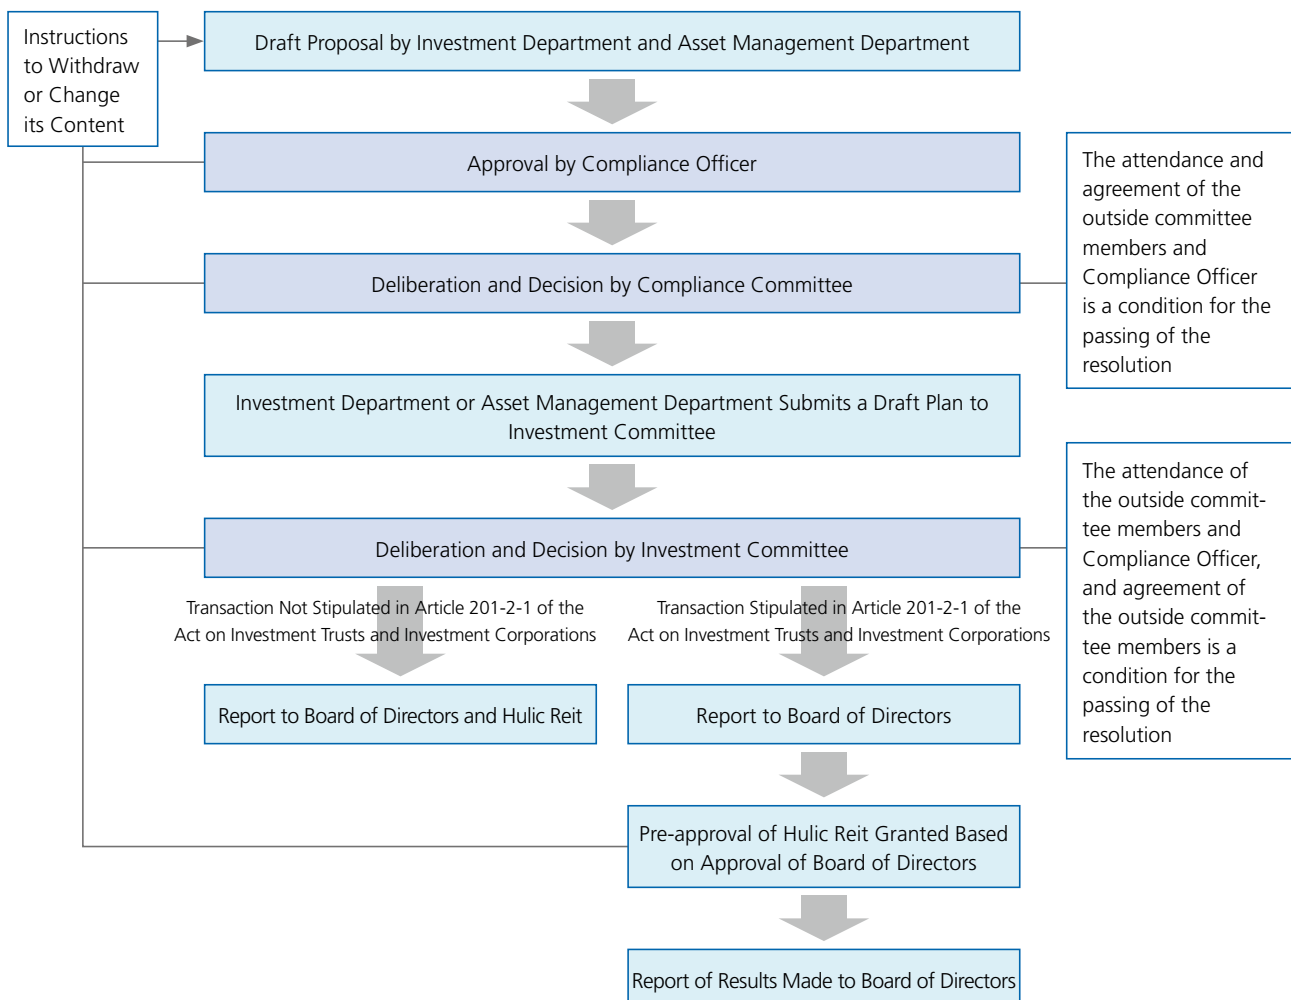 Instructions
to Withdraw
or Change
its Content
Draft Proposal by Investment Department and Asset Management Department
Approval by Compliance Officer
Deliberation and Decision by Compliance Committee
The attendance and
agreement of the
outside committee
members and
Compliance Officer
is a condition for the
passing of the
resolution
Investment Department or Asset Management Department Submits a Draft Plan to
Investment Committee
Deliberation and Decision by Investment Committee
The attendance of
the outside commit-
tee members and
Compliance Officer,
and agreement of
the outside commit-
tee members is a
condition for the
passing of the
resolution
Transaction Not Stipulated in Article 201-2-1 of the
Act on Investment Trusts and Investment Corporations
Transaction Stipulated in Article 201-2-1 of the
Act on Investment Trusts and Investment Corporations
Report to Board of Directors and Hulic Reit
Report to Board of Directors
Pre-approval of Hulic Reit Granted Based
on Approval of Board of Directors
Report of Results Made to Board of Directors